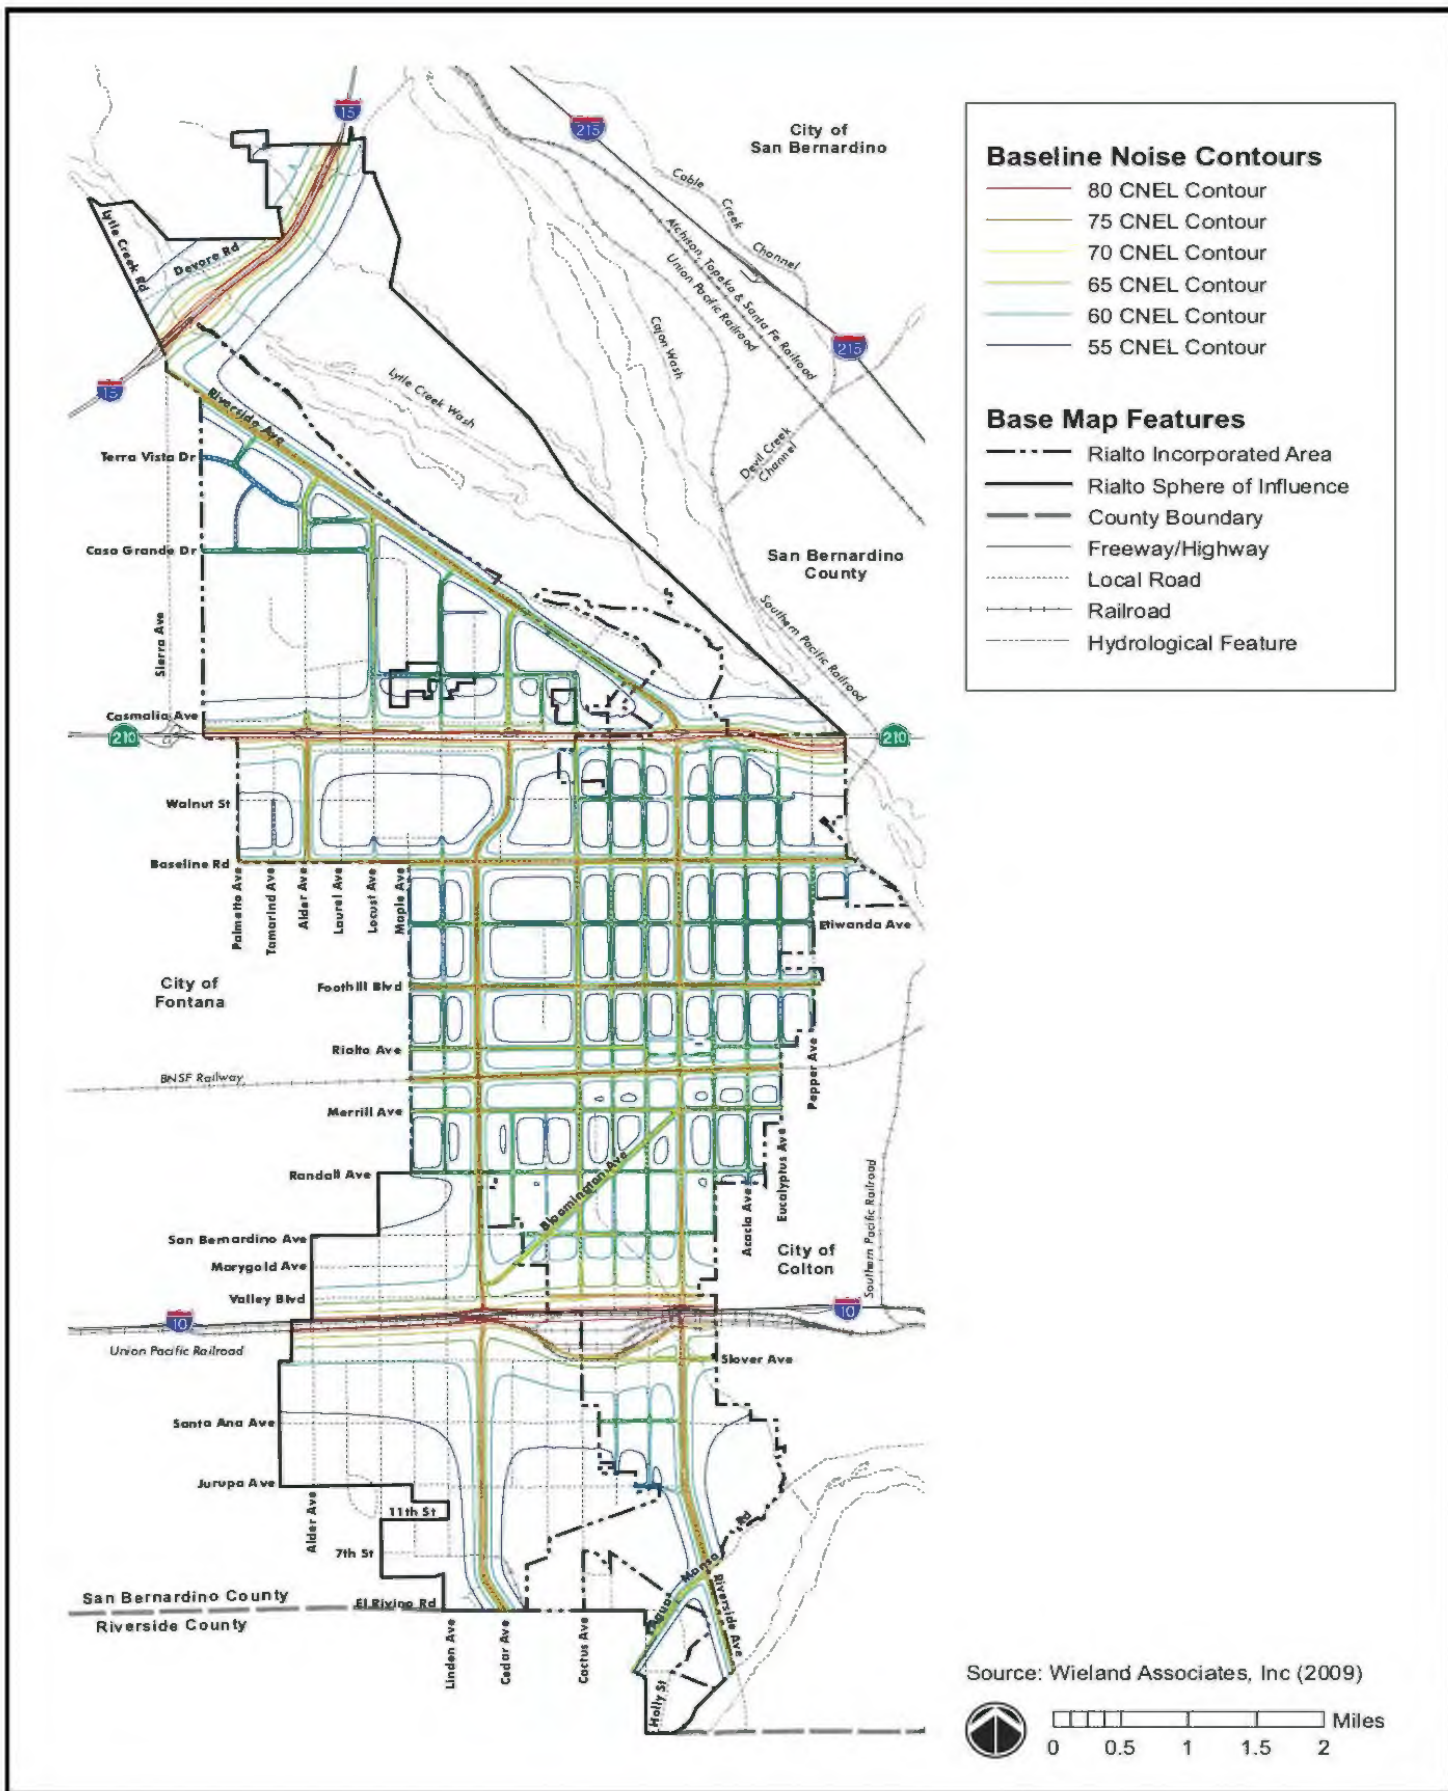 15
215
City of
San Bernardino
Cable
Creek
Channel
Atchison, Topeka & Santa Fe Railroad
Union Pacific Railroad
Lytle Creek Rd
Devore Rd
Cajon Wash
215
15
Lytle Creek Wash
Riverside Ave
Terra Vista Dr
Devil Creek
Channel
Casa Grande Dr
San Bernardino
County
Sierra Ave
Southern Pacific Railroad
Casmalia Ave
210
210
Walnut St
Baseline Rd
Palmetto Ave
Tamarind Ave
Alder Ave
Laurel Ave
Locust Ave
Maple Ave
Etiwanda Ave
City of
Fontana
Foothill Blvd
Rialto Ave
BNSF Railway
Pepper Ave
Merrill Ave
Randall Ave
Bloomington Ave
Eucalyptus Ave
Acacia Ave
Southern Pacific Railroad
San Bernardino Ave
Marygold Ave
City of
Colton
Valley Blvd
10
10
Union Pacific Railroad
Slover Ave
Santa Ana Ave
Jurupa Ave
Alder Ave
11th St
7th St
Agua Mansa Rd
Riverside Ave
San Bernardino County
El Rivino Rd
Riverside County
Linden Ave
Cedar Ave
Cactus Ave
Holly St
Baseline Noise Contours
80 CNEL Contour
75 CNEL Contour
70 CNEL Contour
65 CNEL Contour
60 CNEL Contour
55 CNEL Contour
Base Map Features
Rialto Incorporated Area
Rialto Sphere of Influence
County Boundary
Freeway/Highway
Local Road
Railroad
Hydrological Feature
Source: Wieland Associates, Inc (2009)
Miles
0 0.5 1 1.5 2